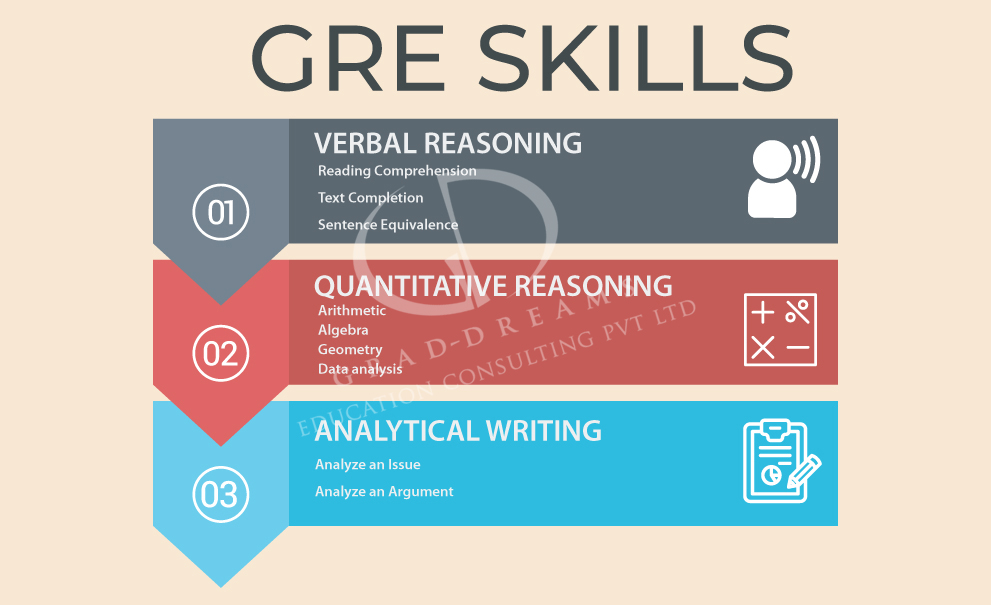 GRE SKILLS
01
VERBAL REASONING
Reading Comprehension
Text Completion
Sentence Equivalence
02
QUANTITATIVE REASONING
Arithmetic
Algebra
Geometry
Data analysis
03
ANALYTICAL WRITING
Analyze an Issue
Analyze an Argument
GD
GRAD-DREAMS
EDUCATION CONSULTING PVT LTD